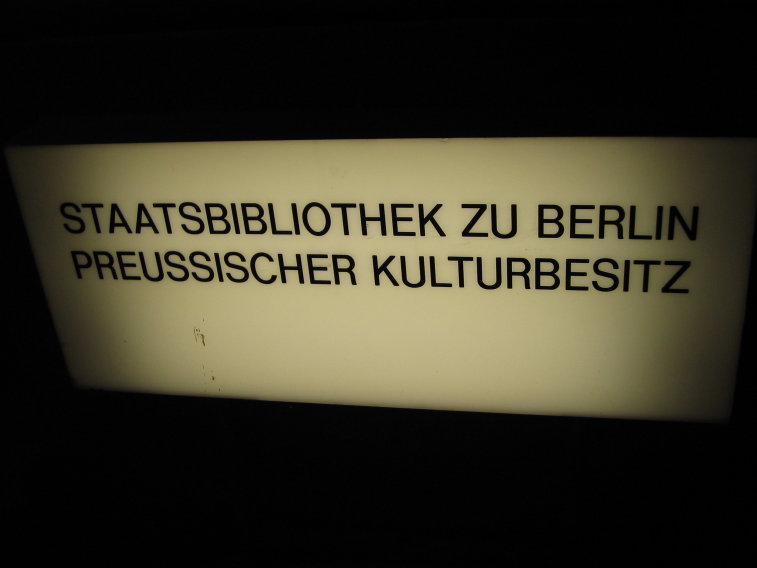 STAATSBIBLIOTHEK ZU BERLIN
PREUSSISCHER KULTURBESITZ